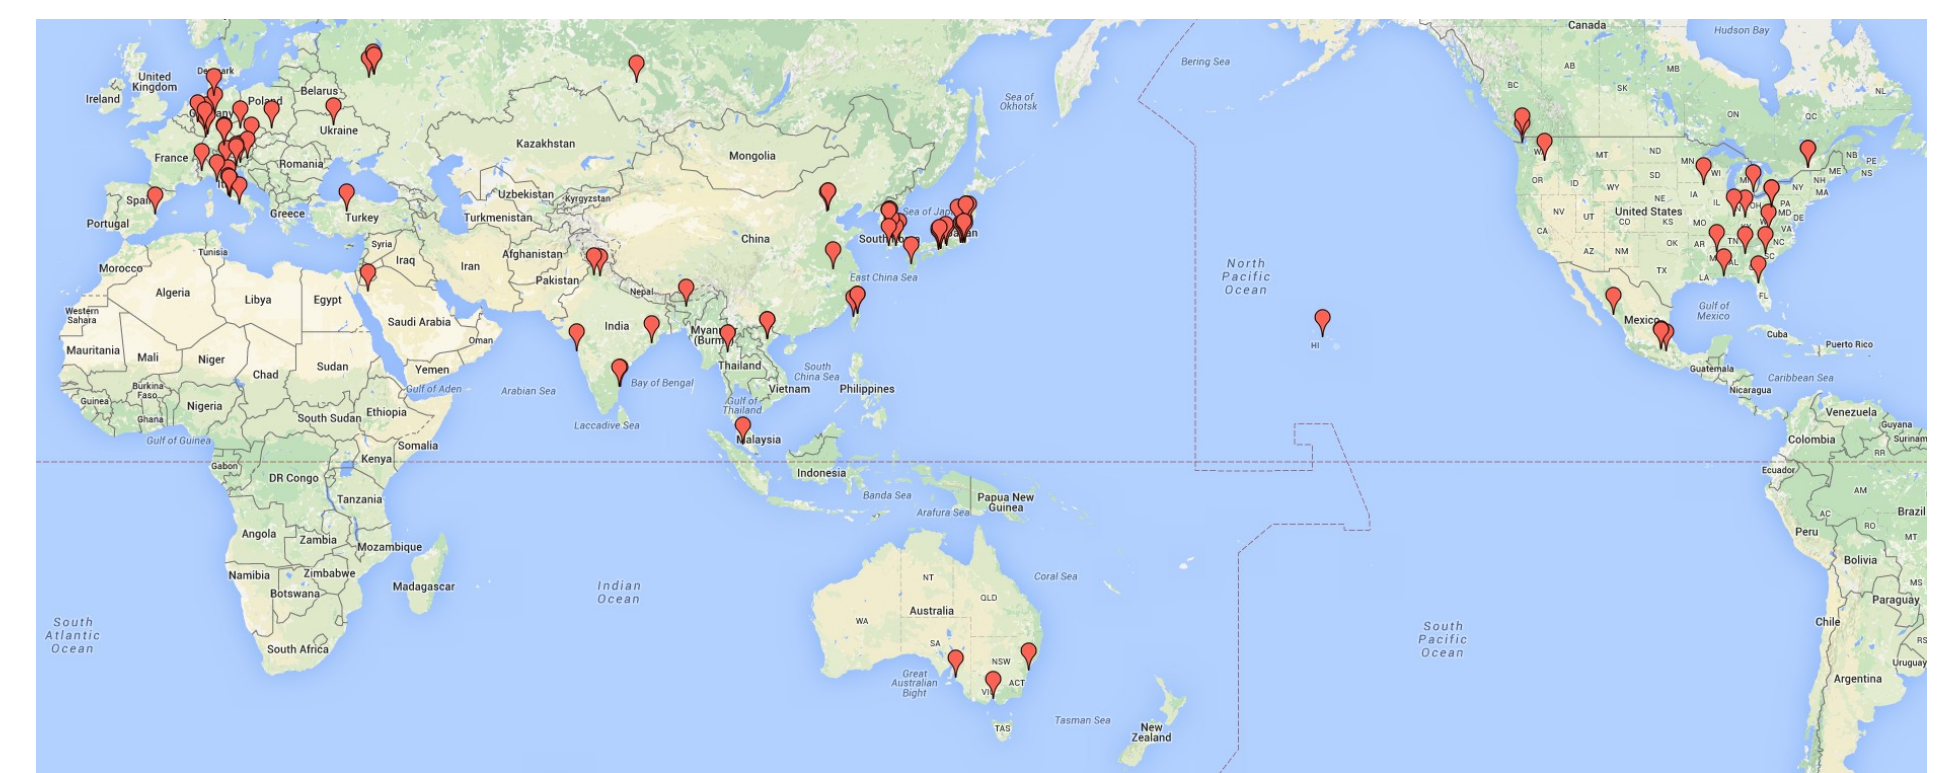 Canada
Hudson Bay
Bering Sea
AB
MB
BC
SK
NL
ON
QC
United
Kingdom
Ireland
Belarus
Poland
Ukraine
Sea of
Okhotsk
France
Kazakhstan
Mongolia
Romania
MT
ND
MN
WI
NB
PE
ME
NS
NH
OR
ID
WY
SD
IA
NY
MA
Uzbekistan
Kyrgyzstan
Spain
Portugal
Greece
Turkey
Turkmenistan
NV
UT
United States
NE
IL
PA
CO
KS
MO
MD
DE
VA
Syria
Afghanistan
China
CA
AZ
NM
OK
AR
TN
NC
SC
Tunisia
Morocco
Iraq
Iran
Pakistan
East China Sea
North
Pacific
Ocean
TX
LA
AL
FL
Algeria
Libya
Egypt
Nepal
Western
Sahara
Saudi Arabia
India
Gulf of
Mexico
Mexico
Cuba
Puerto Rico
HI
Mauritania
Mali
Niger
Chad
Sudan
Oman
Yemen
(Burma)
Thailand
South
China Sea
Guatemala
Nicaragua
Caribbean Sea
Burkina
Faso
Guinea
Ghana
Nigeria
Gulf of Aden
Arabian Sea
Bay of Bengal
Vietnam
Philippines
South Sudan
Ethiopia
Gulf of
Thailand
Laccadive Sea
Venezuela
Guyana
Suriname
Colombia
Gulf of Guinea
Somalia
Malaysia
Gabon
Kenya
DR Congo
Indonesia
Ecuador
RR
AM
Tanzania
Banda Sea
Arafura Sea
Papua New
Guinea
AC
RO
Brazil
Peru
MT
Angola
Zambia
Mozambique
Bolivia
Namibia
Zimbabwe
Botswana
Madagascar
Indian
Ocean
NT
QLD
Coral Sea
MS
Paraguay
Australia
WA
SA
South
Atlantic
Ocean
South Africa
South
Pacific
Ocean
Chile
RS
Uruguay
NSW
ACT
Great
Australian
Bight
Argentina
TAS
Tasman Sea
New
Zealand